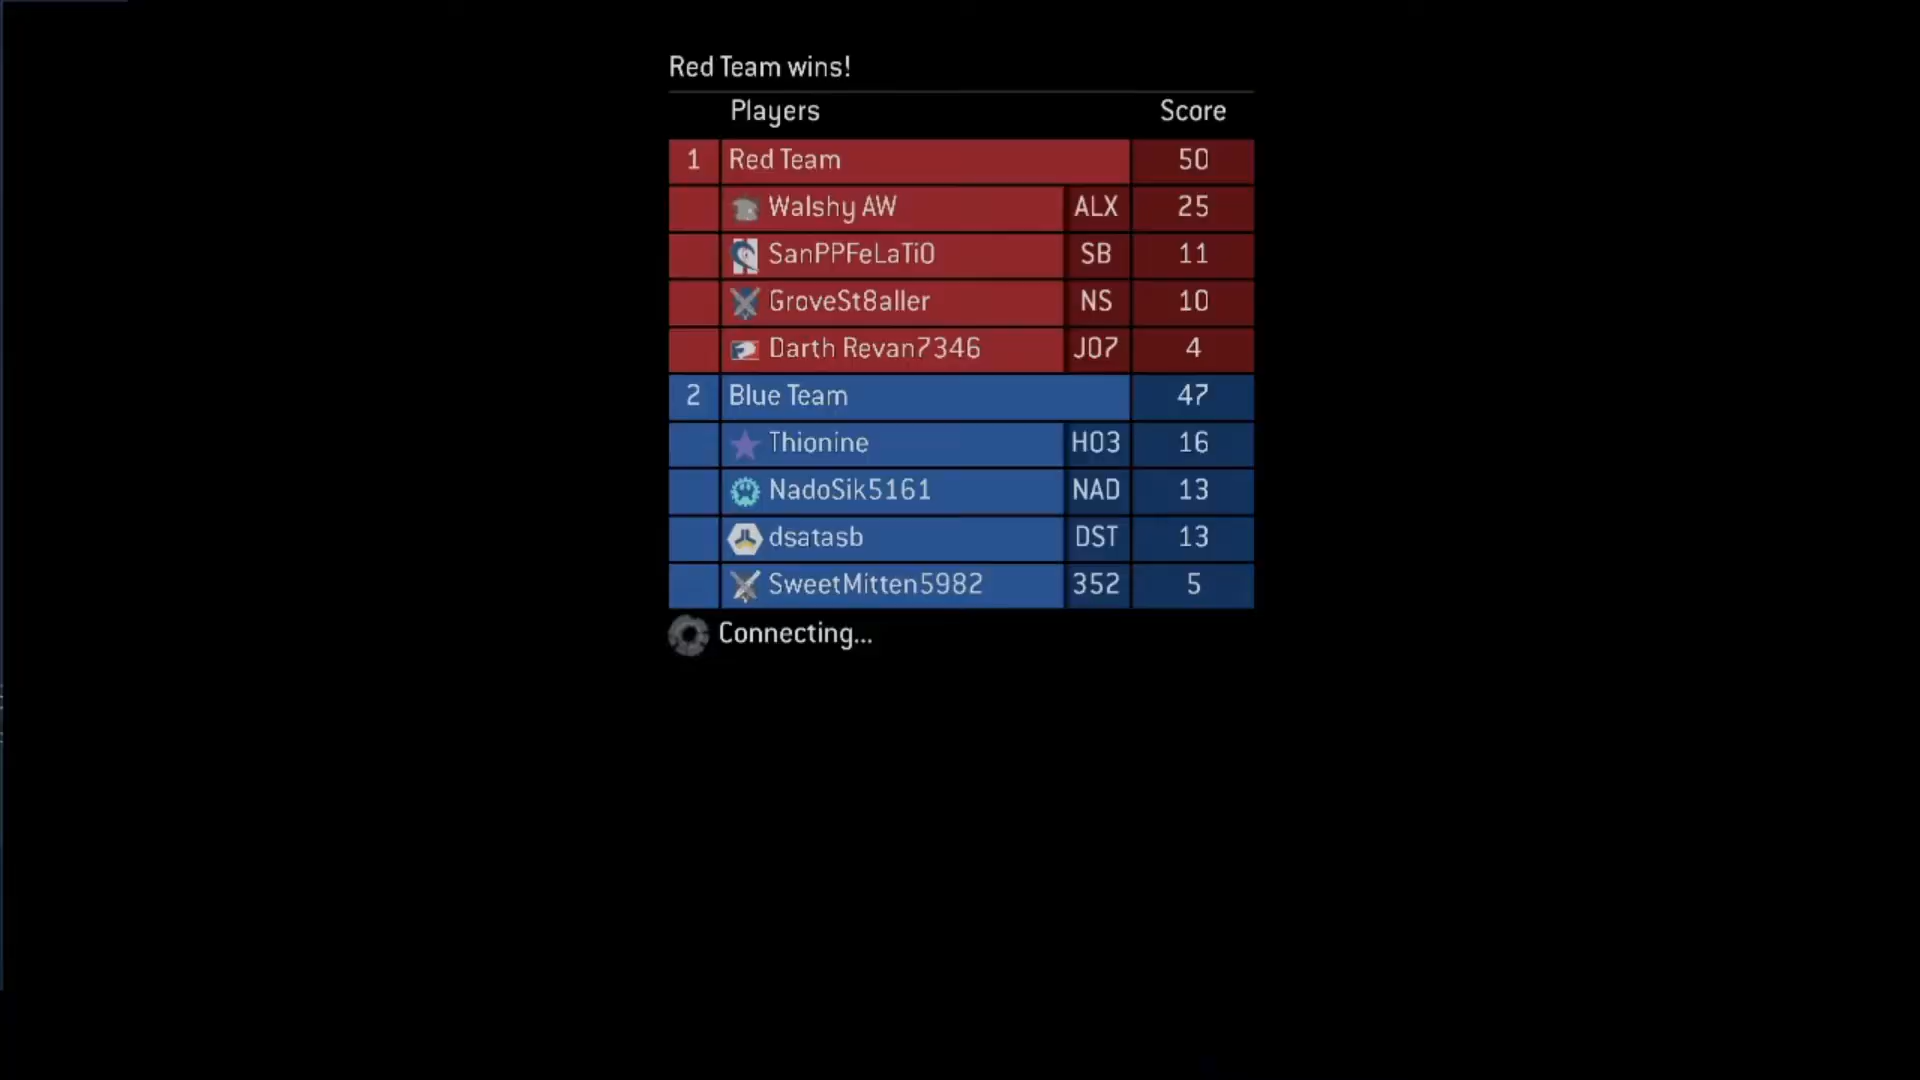 Red Team wins!
Players Score
1 Red Team 50
Walshy AW ALX 25
SanPPFeLaTiO SB 11
GroveSt8aller NS 10
Darth Revan7346 J07 4
2 Blue Team 47
Thionine H03 16
NadoSik5161 NAD 13
dsatasb DST 13
SweetMitten5982 352 5
Connecting...